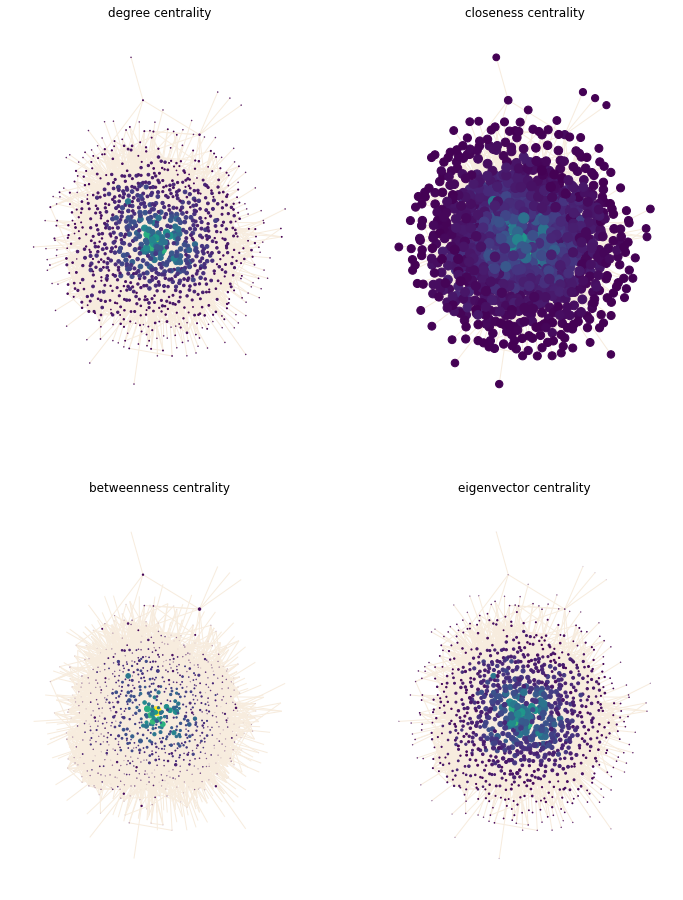 degree centrality
closeness centrality
betweenness centrality
eigenvector centrality